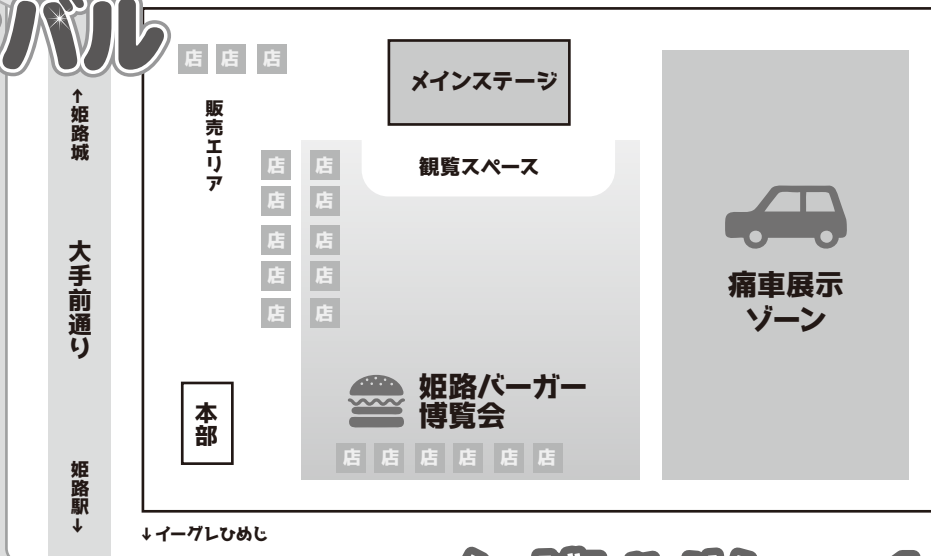 バル
店 店 店
メインステージ
↑姫路城
販売エリア
観覧スペース
店 店
店 店
店 店
店 店
店 店
大手前通り
痛車展示
ゾーン
姫路バーガー
博覧会
本部
店 店 店 店 店 店
姫路駅↓
↓イーグレひめじ